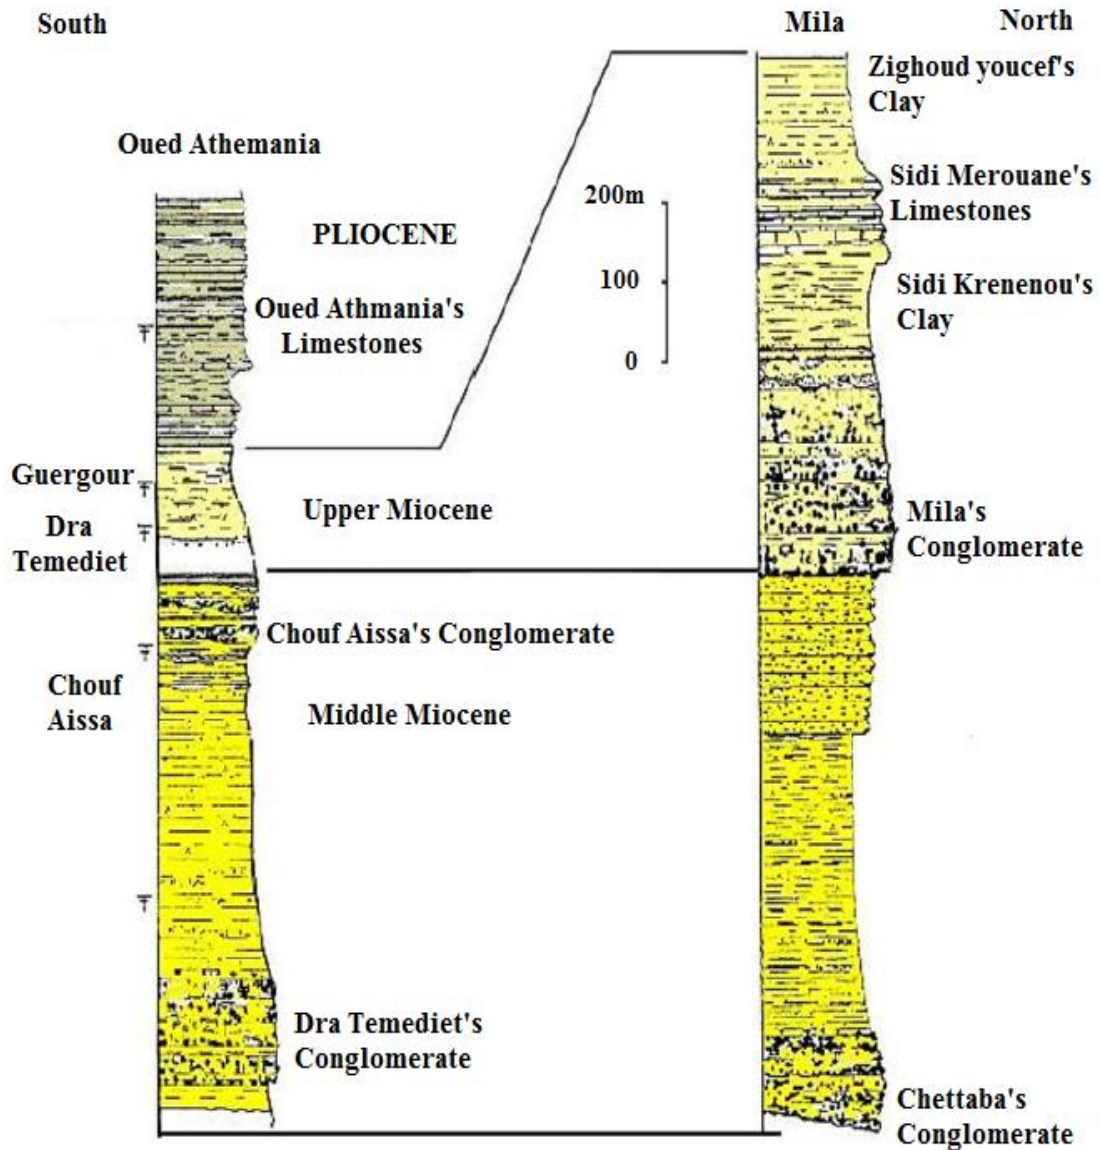 South
Mila
North
Zighoud youcef's
Clay
Oued Athemania
Sidi Merouane's
Limestones
200m
PLIOCENE
100
Sidi Krenenou's
Clay
Oued Athmania's
Limestones
0
Guergour
Upper Miocene
Dra
Temediet
Mila's
Conglomerate
Chouf Aissa's Conglomerate
Chouf
Aissa
Middle Miocene
Dra Temediet's
Conglomerate
Chettaba's
Conglomerate